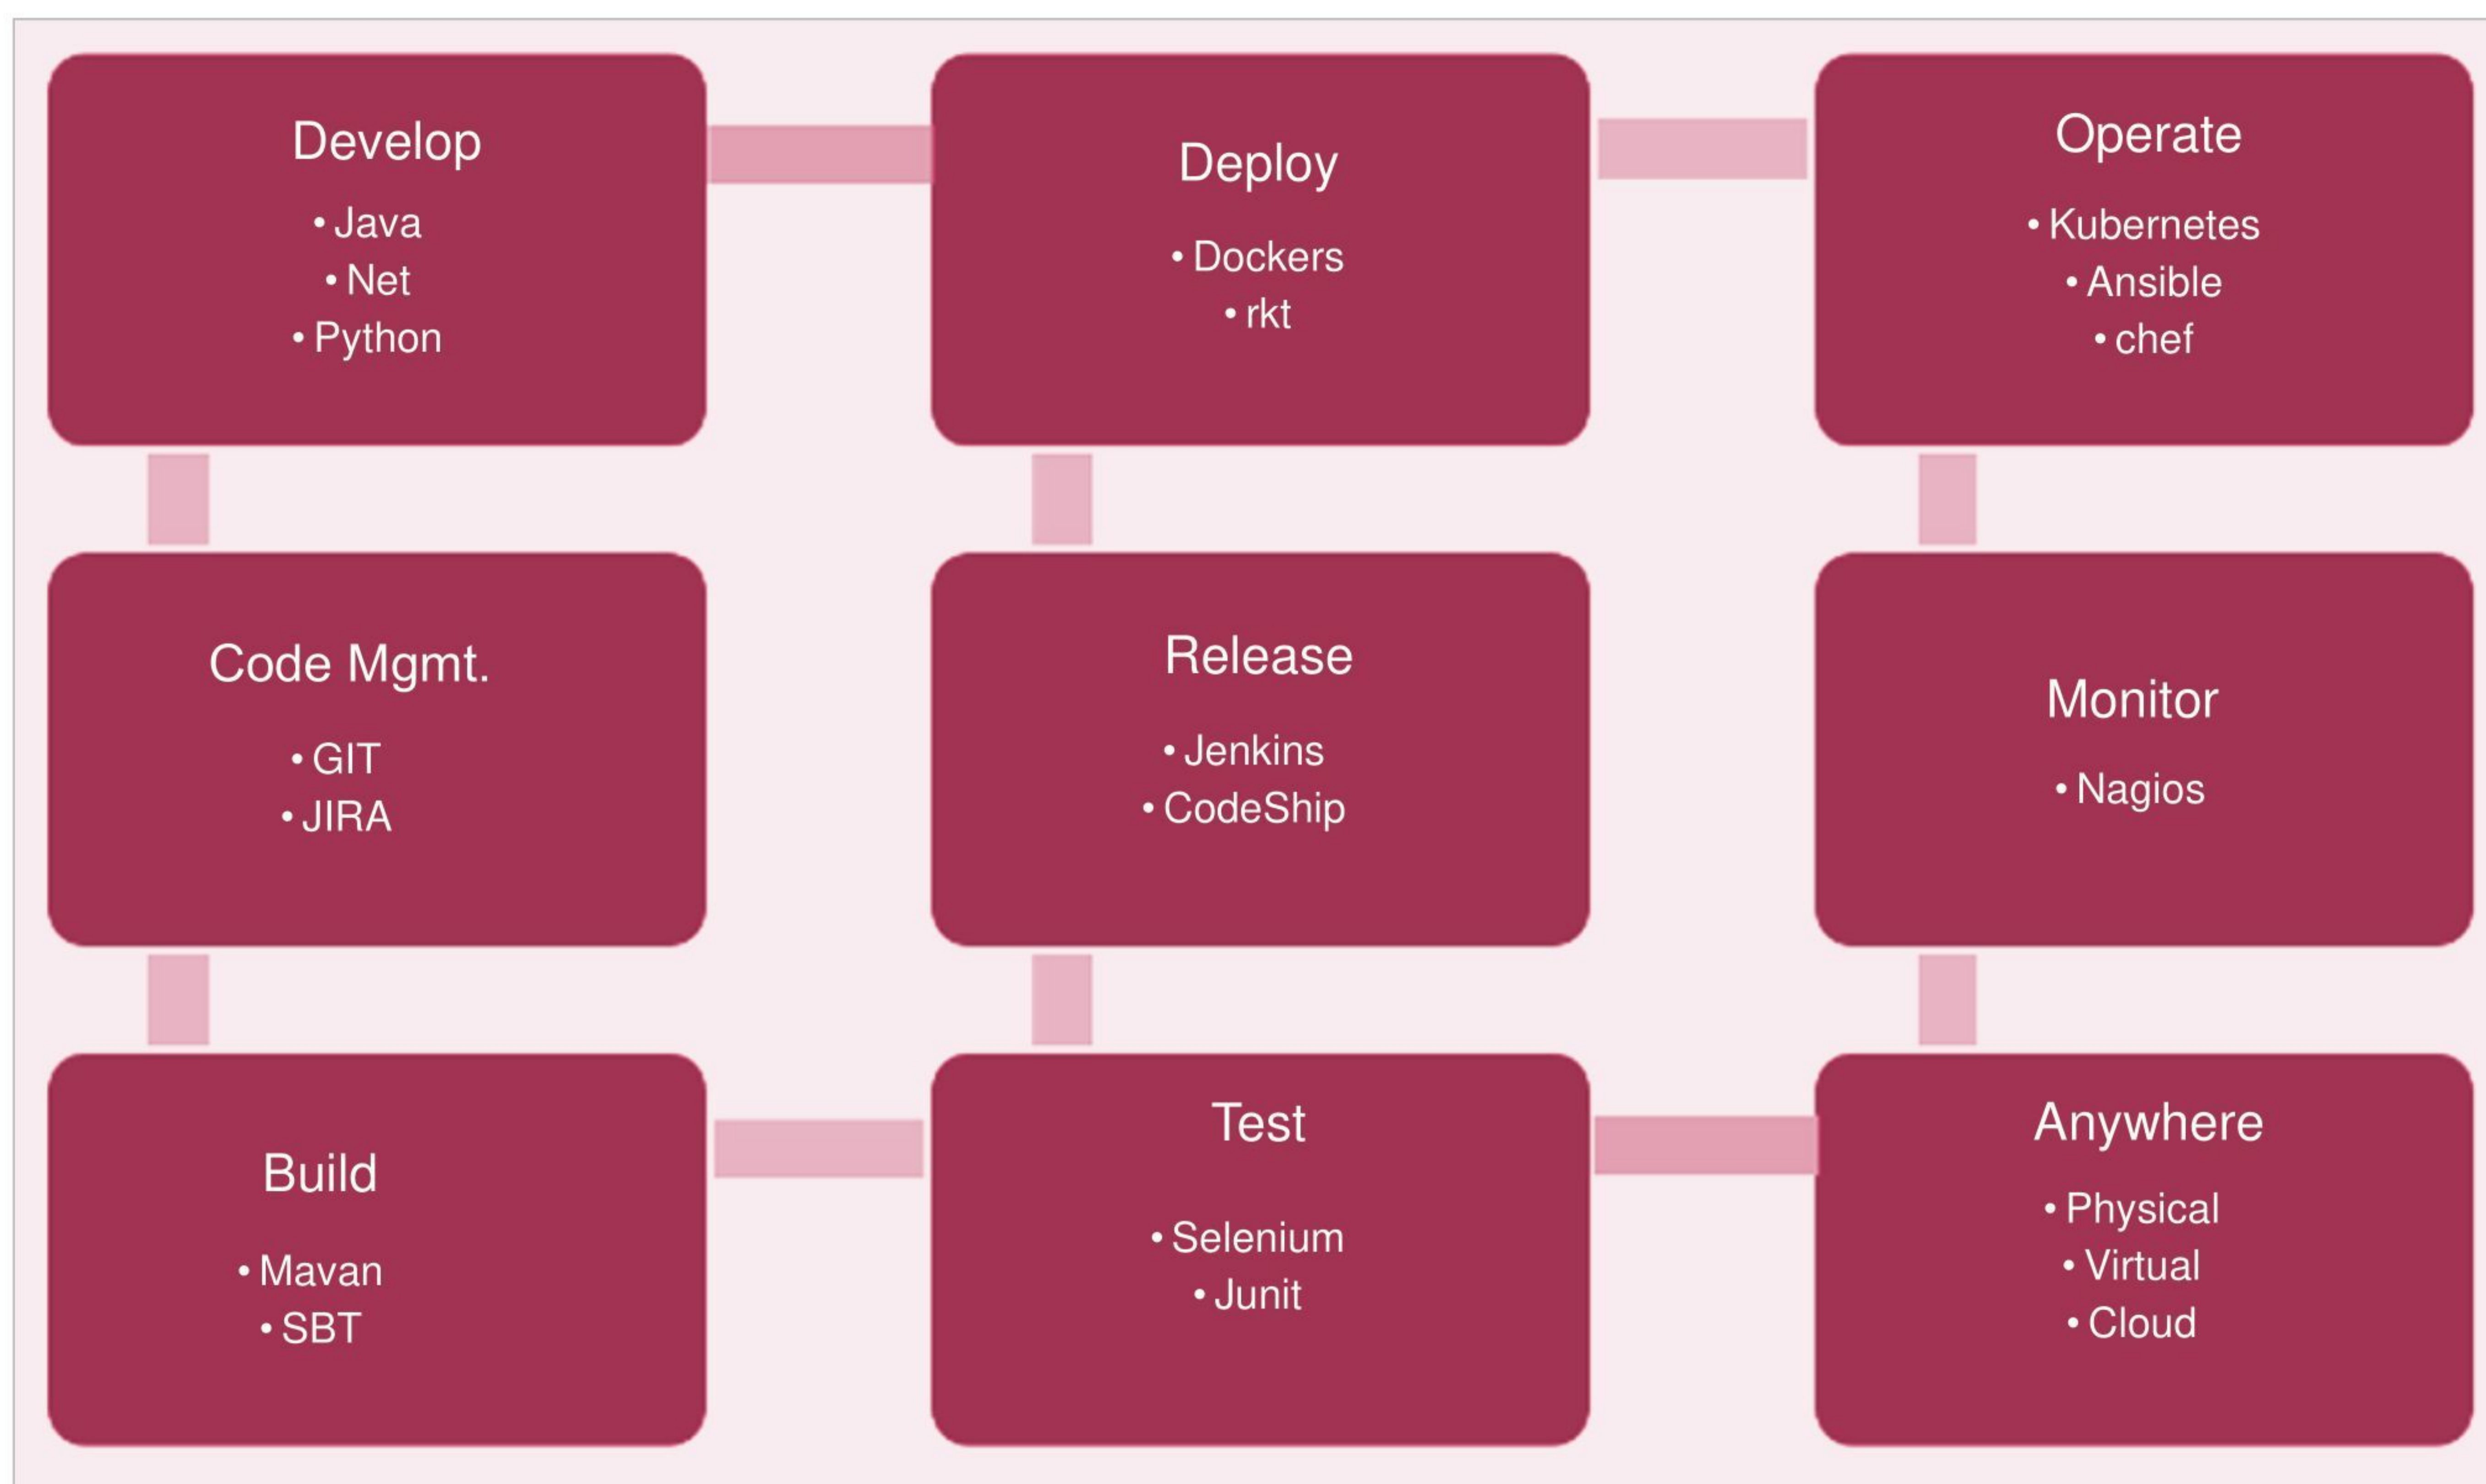 Develop
• Java
• Net
• Python
Deploy
• Dockers
• rkt
Operate
• Kubernetes
• Ansible
• chef
Code Mgmt.
• GIT
• JIRA
Release
• Jenkins
• CodeShip
Monitor
• Nagios
Build
• Mavan
• SBT
Test
• Selenium
• Junit
Anywhere
• Physical
• Virtual
• Cloud